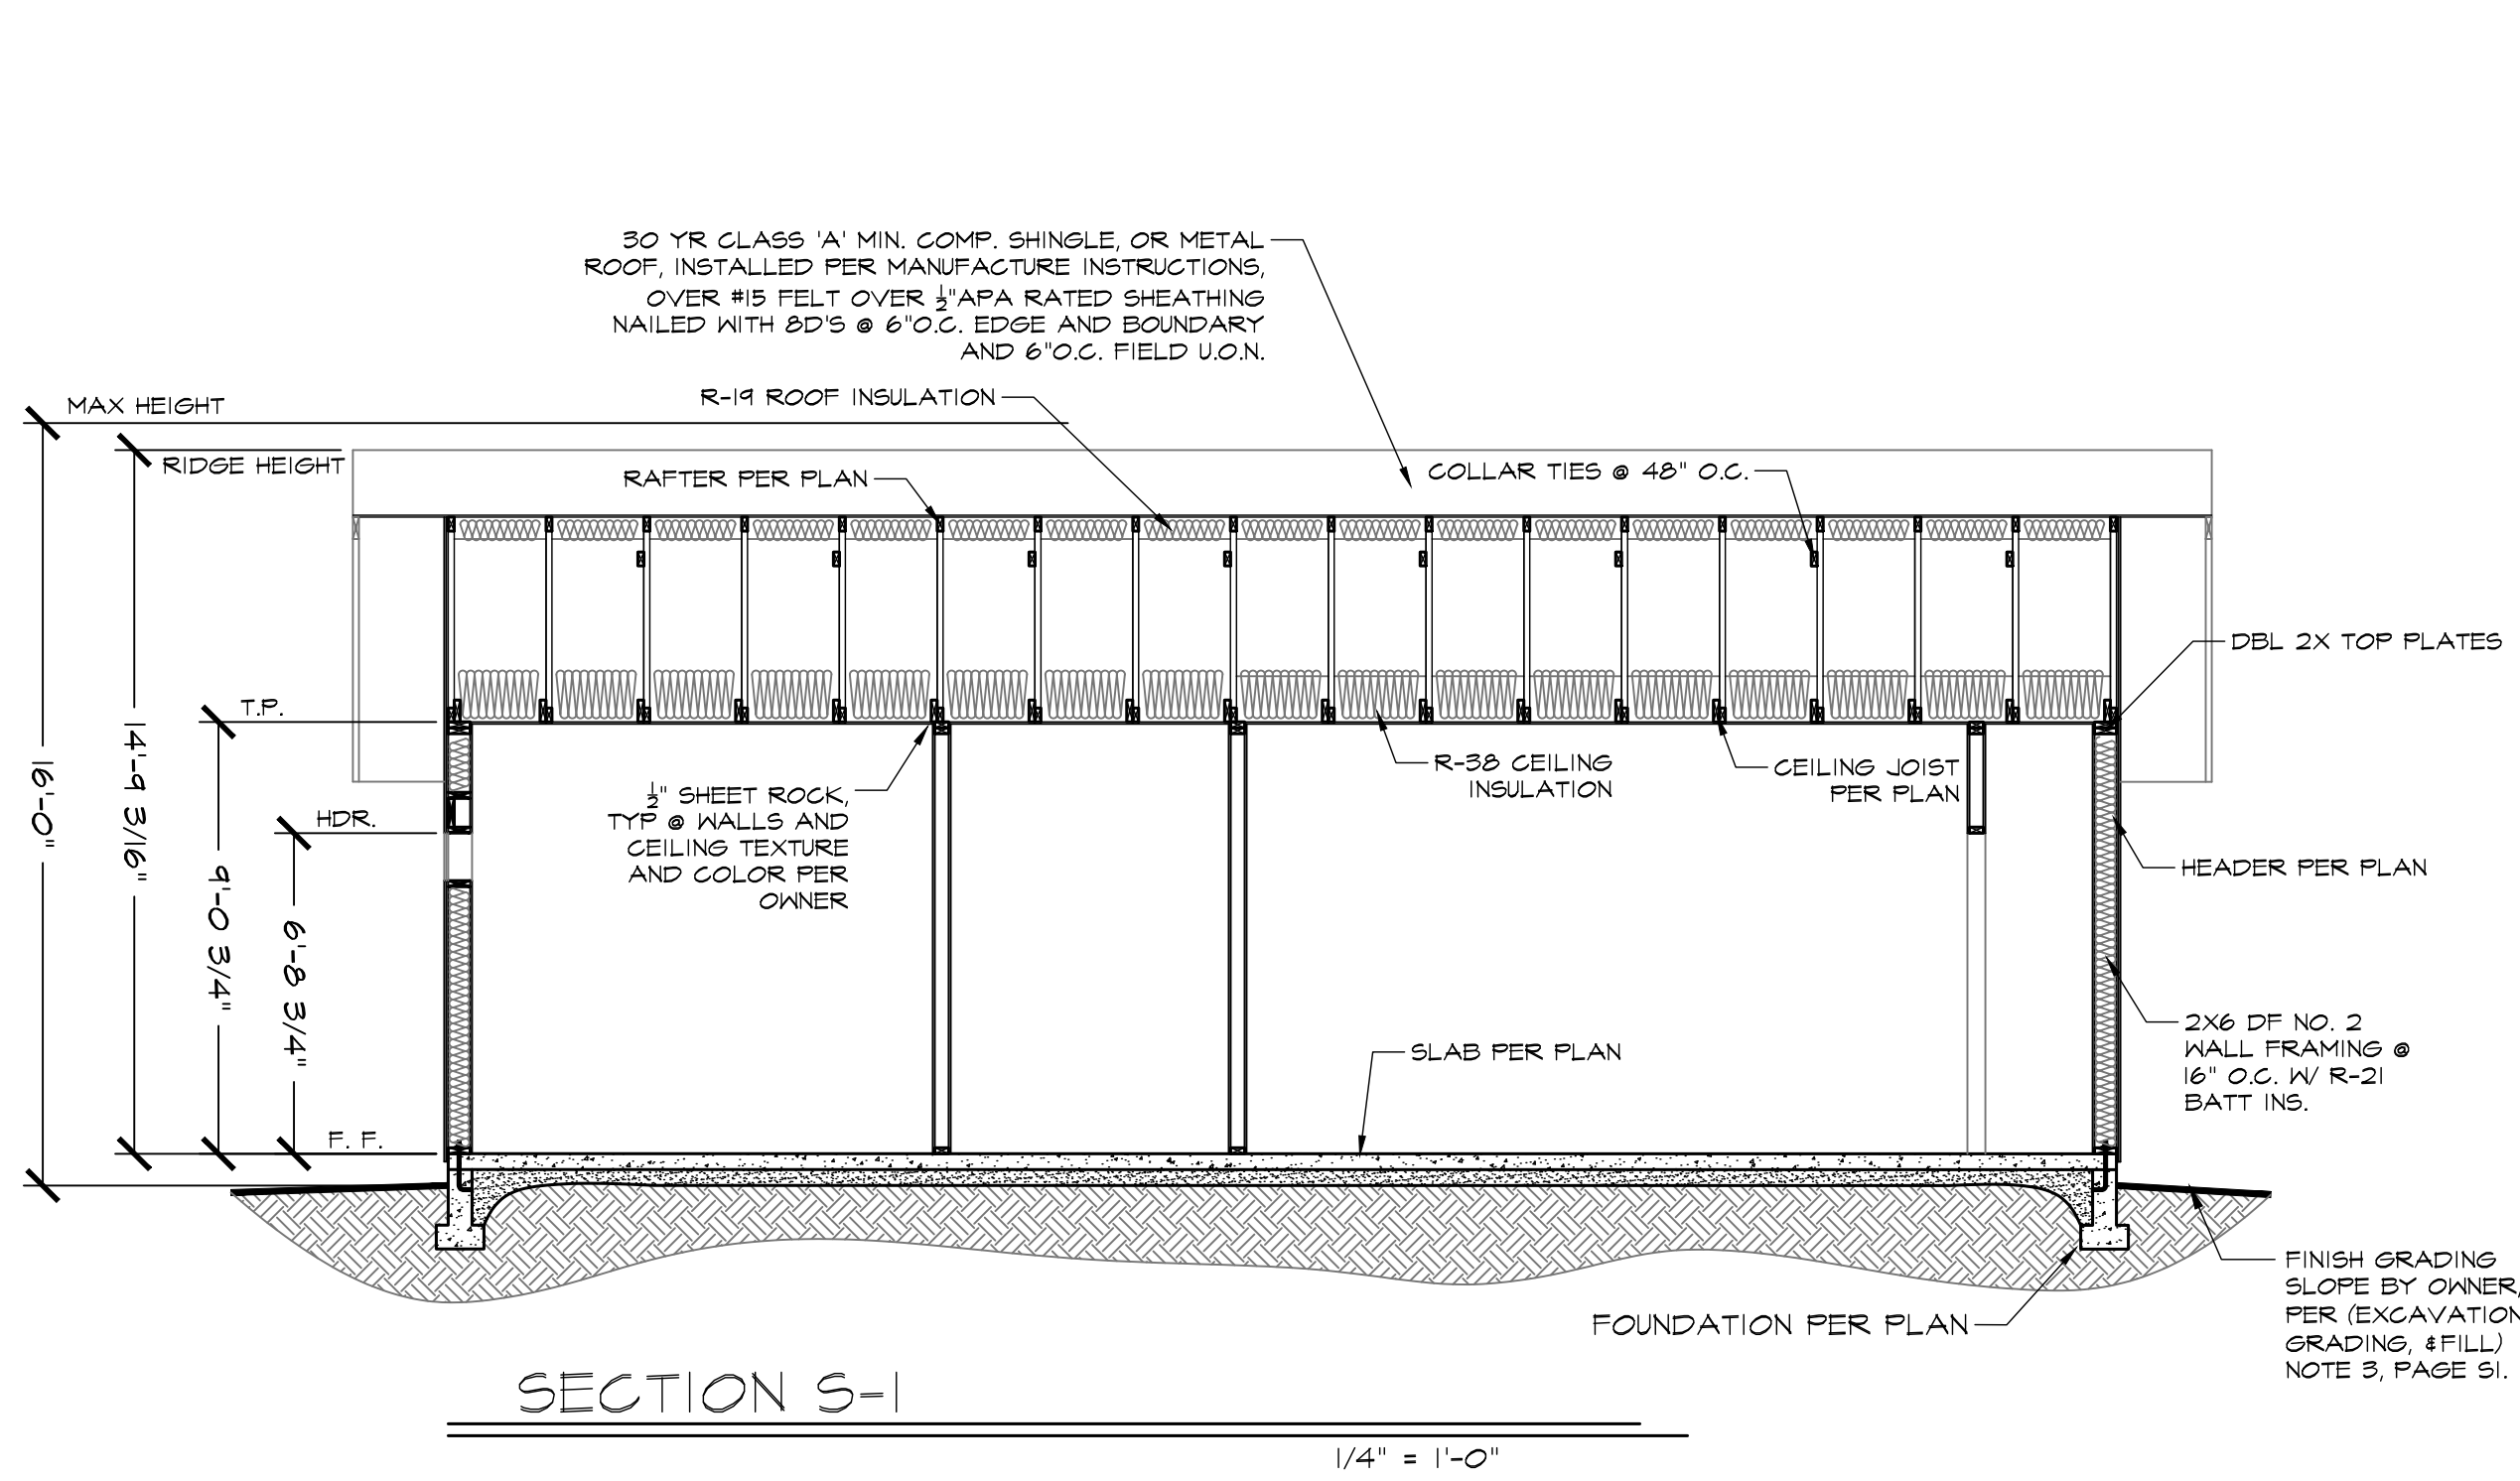 30 YR CLASS 'A' MIN. COMP. SHINGLE, OR METAL
ROOF, INSTALLED PER MANUFACTURE INSTRUCTIONS,
OVER #15 FELT OVER ½"APA RATED SHEATHING
NAILED WITH 8D'S @ 6"O.C. EDGE AND BOUNDARY
AND 6"O.C. FIELD U.O.N.
MAX HEIGHT
R-19 ROOF INSULATION
RIDGE HEIGHT
RAFTER PER PLAN
COLLAR TIES @ 48" O.C.
DBL 2X TOP PLATES
T.P.
16'-0"
14'-9 3/16"
9'-0 3/4"
6'-8 3/4"
HDR.
½" SHEET ROCK,
TYP @ WALLS AND
CEILING TEXTURE
AND COLOR PER
OWNER
R-38 CEILING
INSULATION
CEILING JOIST
PER PLAN
HEADER PER PLAN
2X6 DF NO. 2
WALL FRAMING @
16" O.C. W/ R-21
BATT INS.
SLAB PER PLAN
F. F.
FINISH GRADING
SLOPE BY OWNER,
PER (EXCAVATION
GRADING, &FILL)
NOTE 3, PAGE S1.
FOUNDATION PER PLAN
SECTION S-1
1/4" = 1'-0"